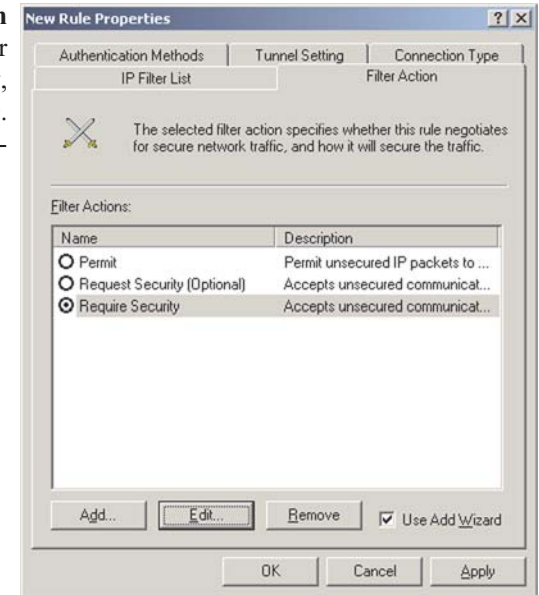 n
r
,
.
-
New Rule Properties
? ×
Authentication Methods Tunnel Setting Connection Type
IP Filter List Filter Action
The selected filter action specifies whether this rule negotiates
for secure network traffic, and how it will secure the traffic.
Filter Actions:
Name Description
Permit Permit unsecured IP packets to ...
Request Security (Optional) Accepts unsecured communicat...
Require Security Accepts unsecured communicat...
Add... Edit... Remove Use Add Wizard
OK Cancel Apply